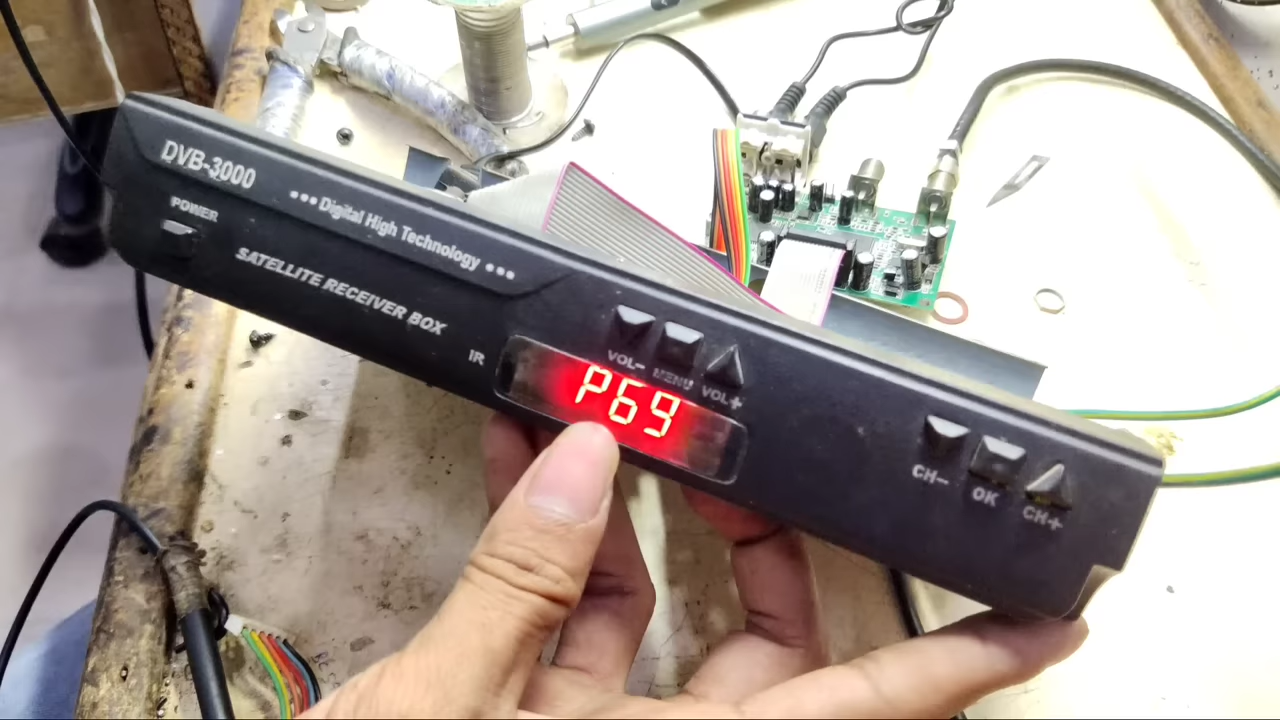 DVB-3000
••• Digital High Technology •••
POWER
SATELLITE RECEIVER BOX
IR
VOL- MENU VOL+
P69
CH- OK CH+